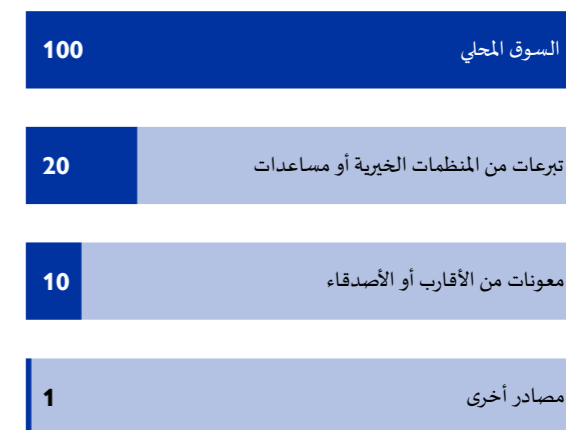 السوق المحلي 100
تبرعات من المنظمات الخيرية أو مساعدات 20
معونات من الأقارب أو الأصدقاء 10
مصادر أخرى 1